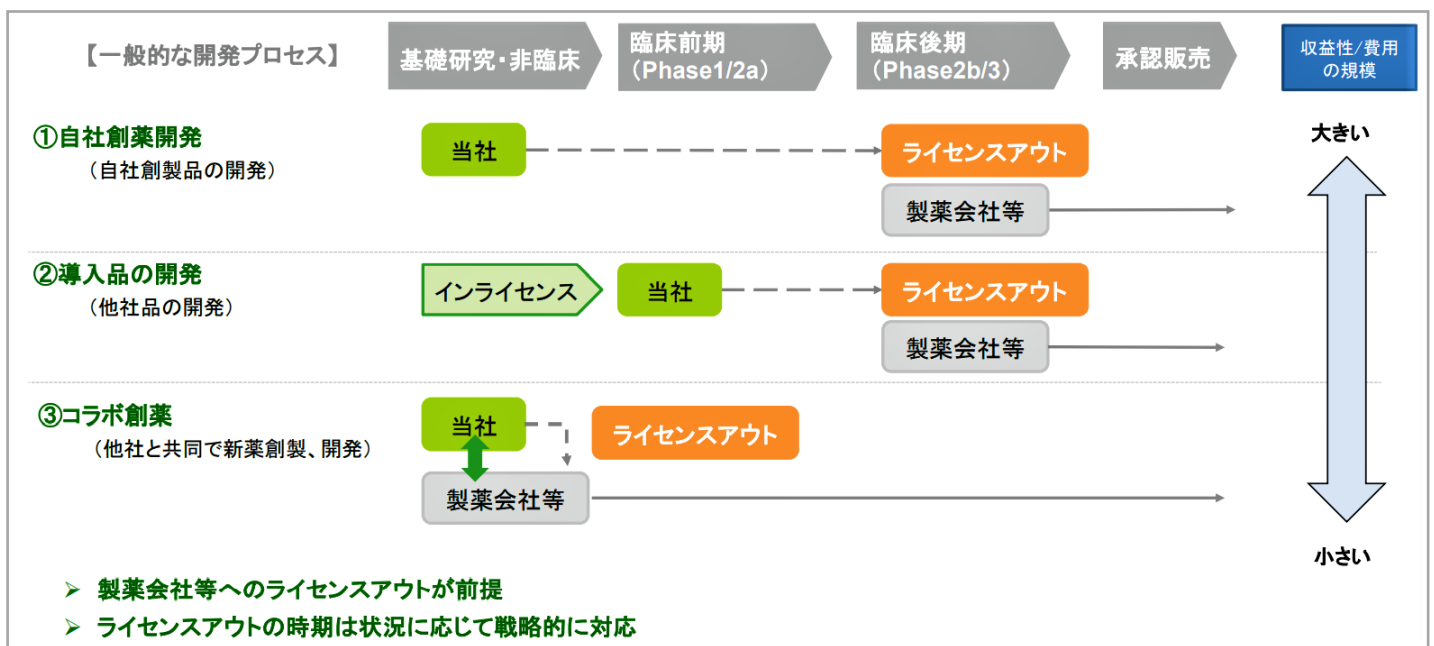 【一般的な開発プロセス】
基礎研究・非臨床
臨床前期
（Phase1/2a）
臨床後期
（Phase2b/3）
承認販売
収益性/費用
の規模
①自社創薬開発
（自社創製品の開発）
当社
ライセンスアウト
製薬会社等
大きい
②導入品の開発
（他社品の開発）
インライセンス
当社
ライセンスアウト
製薬会社等
③コラボ創薬
（他社と共同で新薬創製、開発）
当社
ライセンスアウト
製薬会社等
小さい
➢ 製薬会社等へのライセンスアウトが前提
➢ ライセンスアウトの時期は状況に応じて戦略的に対応